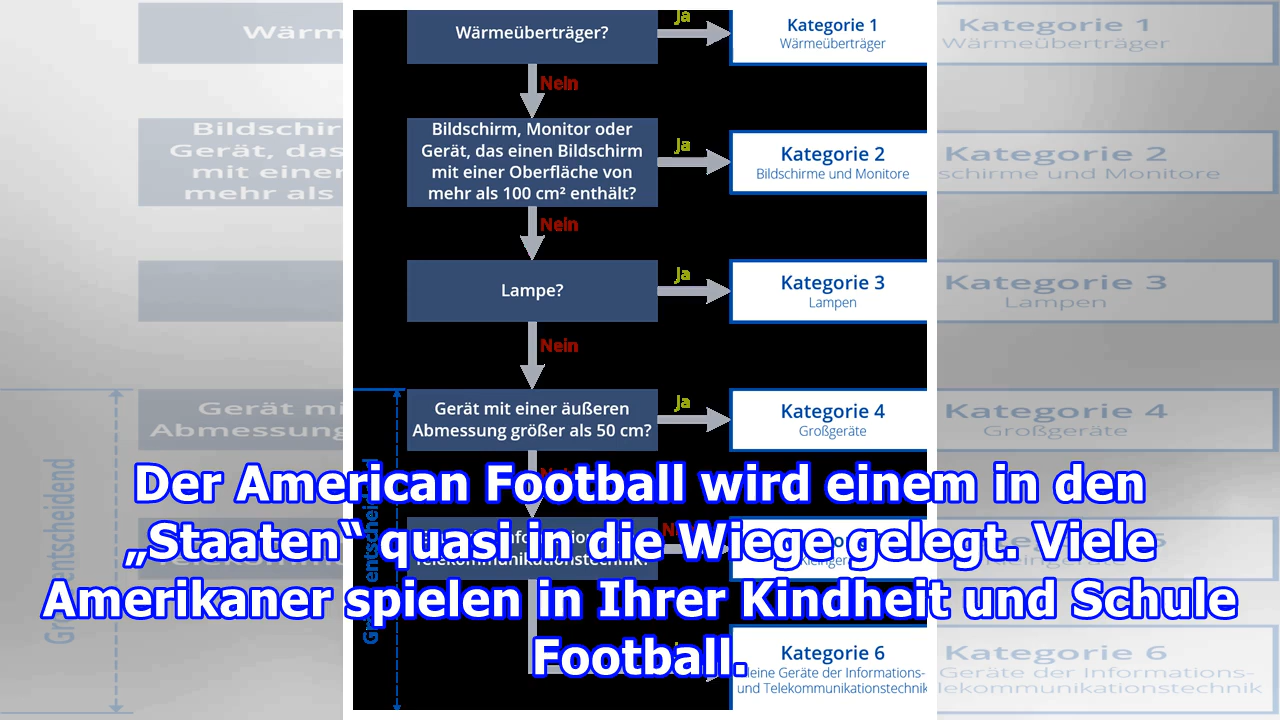 Wärmeüberträger?
Ja
Kategorie 1
Wärmeüberträger
Nein
Bildschirm, Monitor oder
Gerät, das einen Bildschirm
mit einer Oberfläche von
mehr als 100 cm² enthält?
Ja
Kategorie 2
Bildschirme und Monitore
Nein
Lampe?
Ja
Kategorie 3
Lampen
Nein
Gerät mit einer äußeren
Abmessung größer als 50 cm?
Ja
Kategorie 4
Großgeräte
Der American Football wird einem in den
„Staaten“ quasi in die Wiege gelegt. Viele
Amerikaner spielen in Ihrer Kindheit und Schule
Football.
entscheidend
Telekommunikationstechnik?
Kleingeräte
Kategorie 6
Kleine Geräte der Informations-
und Telekommunikationstechnik